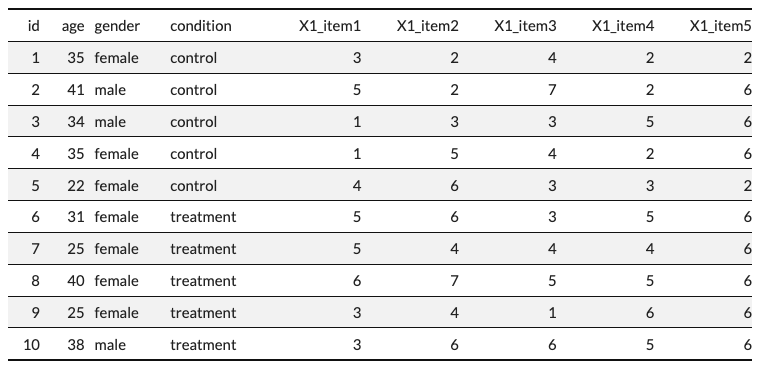 id age gender condition X1_item1 X1_item2 X1_item3 X1_item4 X1_item5
1 35 female control 3 2 4 2 2
2 41 male control 5 2 7 2 6
3 34 male control 1 3 3 5 6
4 35 female control 1 5 4 2 6
5 22 female control 4 6 3 3 2
6 31 female treatment 5 6 3 5 6
7 25 female treatment 5 4 4 4 6
8 40 female treatment 6 7 5 5 6
9 25 female treatment 3 4 1 6 6
10 38 male treatment 3 6 6 5 6